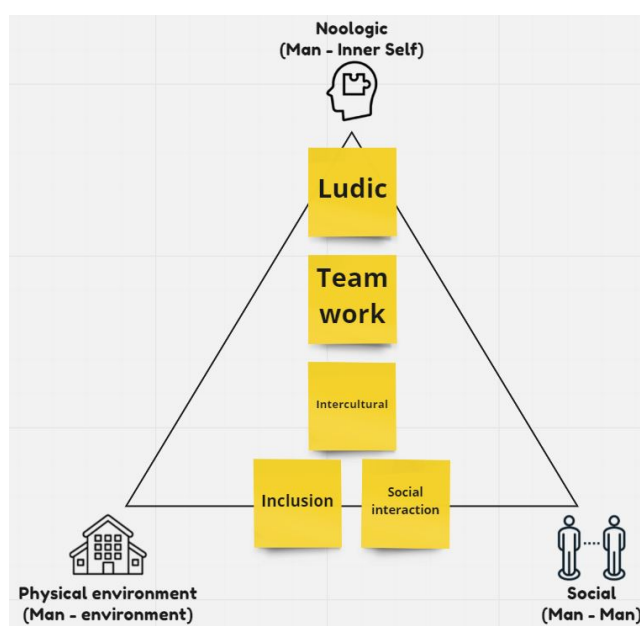 Noologic
(Man - Inner Self)
Ludic
Team
work
Intercultural
Inclusion
Social
interaction
Physical environment
(Man - environment)
Social
(Man - Man)